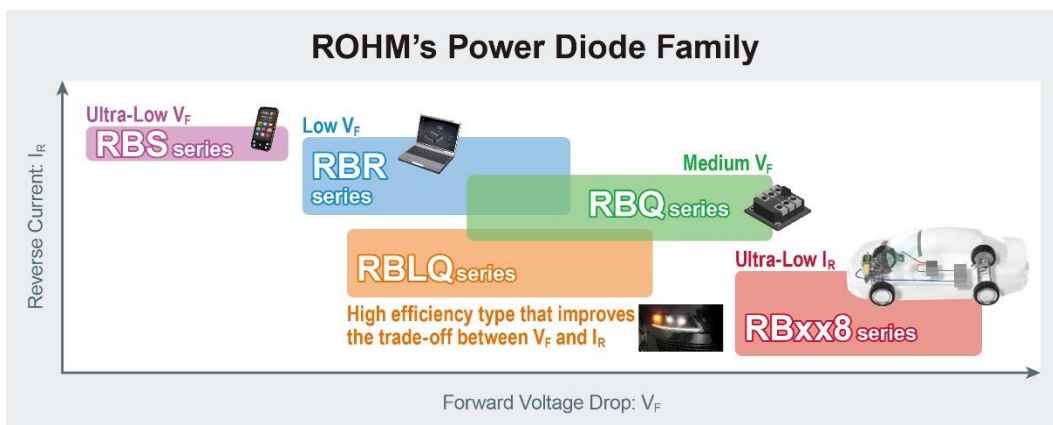 ROHM's Power Diode Family
Reverse Current: IR
Ultra-Low VF
RBS series
Low VF
RBR
series
Medium VF
RBQ series
RBLQ series
High efficiency type that improves
the trade-off between VF and IR
Ultra-Low IR
RBxx8 series
Forward Voltage Drop: VF